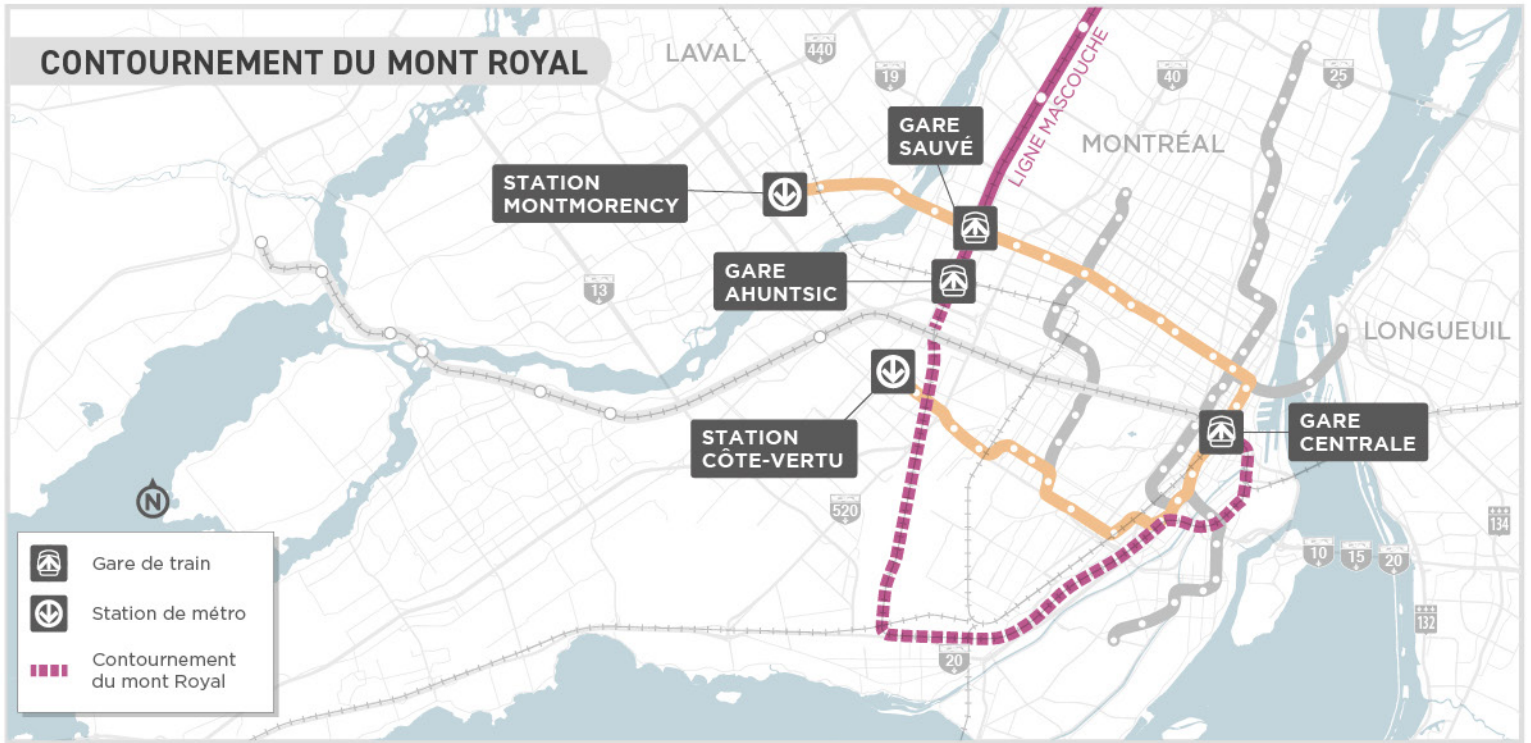 CONTOURNEMENT DU MONT ROYAL
LAVAL
440
19
40
25
LIGNE MASCOUCHE
GARE
SAUVÉ
MONTRÉAL
STATION
MONTMORENCY
GARE
AHUNTSIC
13
LONGUEUIL
STATION
CÔTE-VERTU
GARE
CENTRALE
N
520
134
10
15
20
132
20
Gare de train
Station de métro
Contournement
du mont Royal